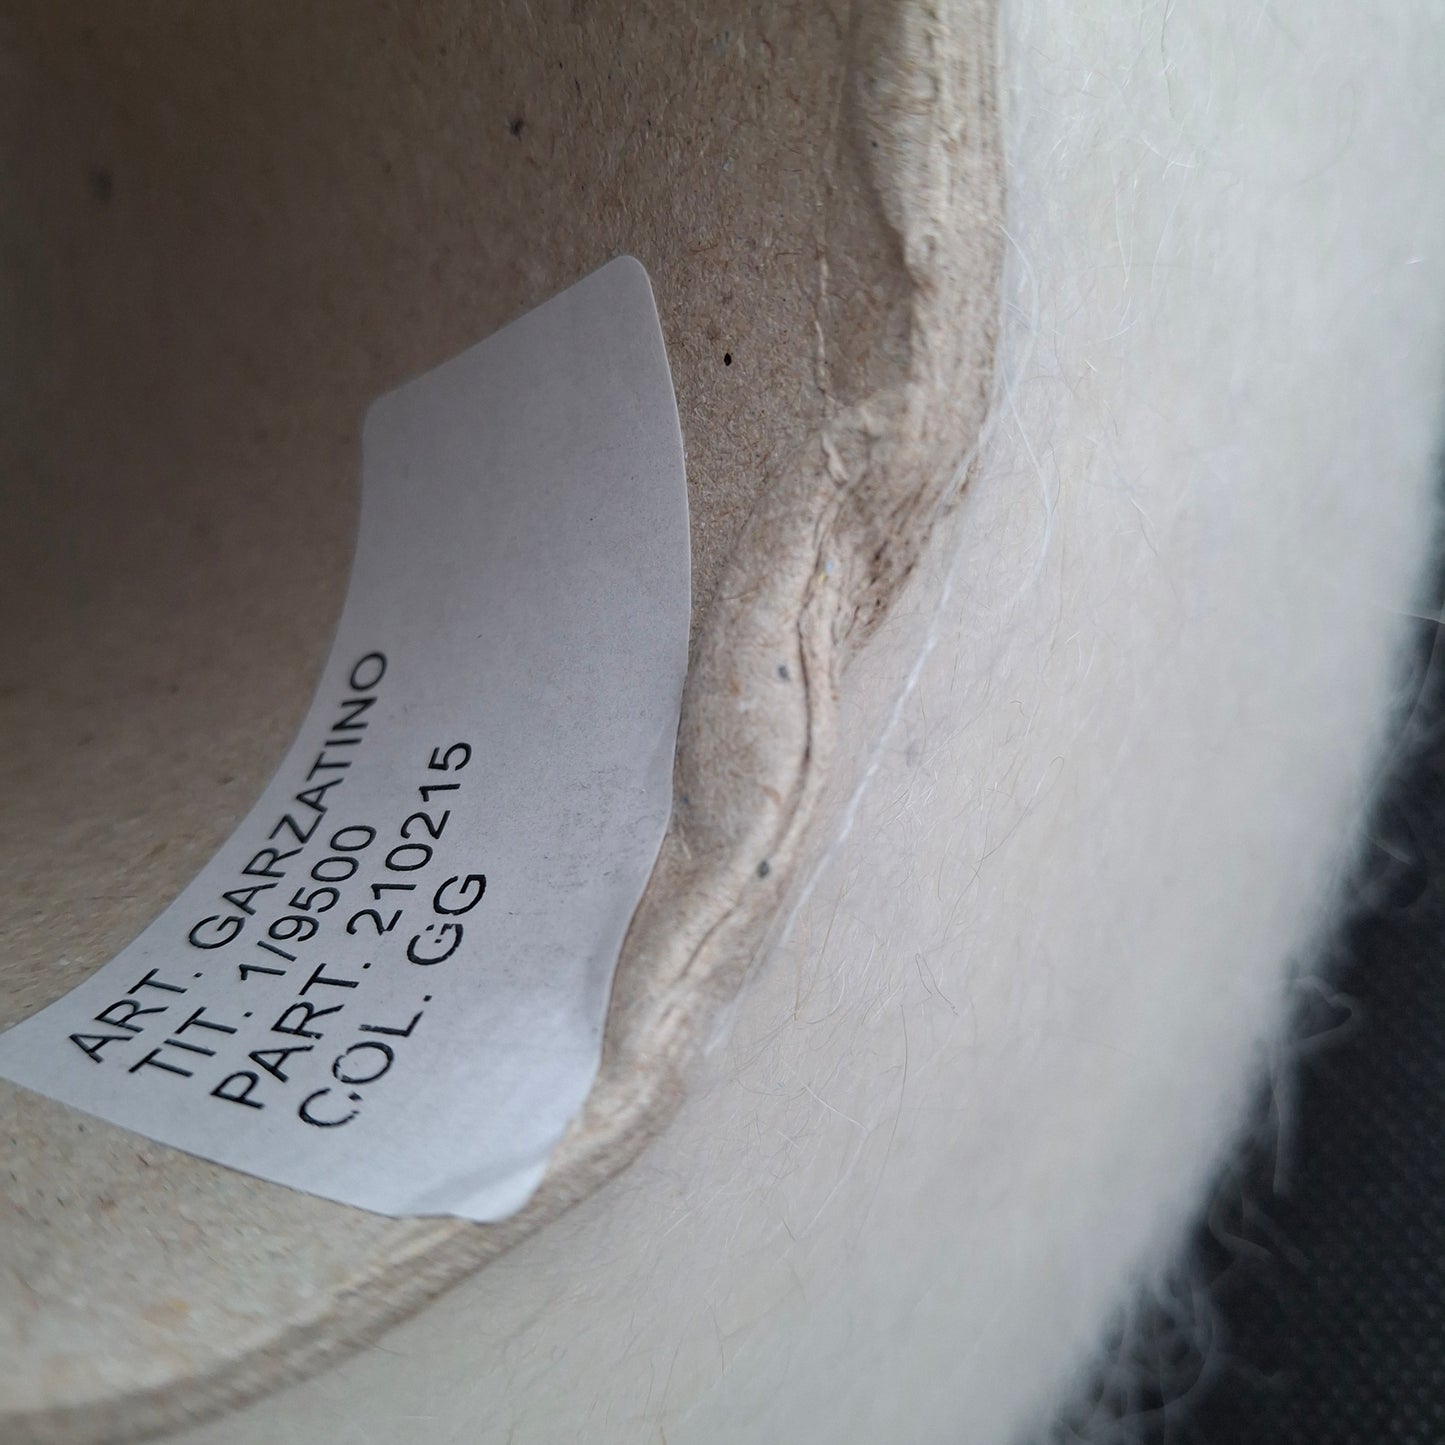 ART. GARZATINO
TIT. 1/9500
PART. 210215
COL. GG